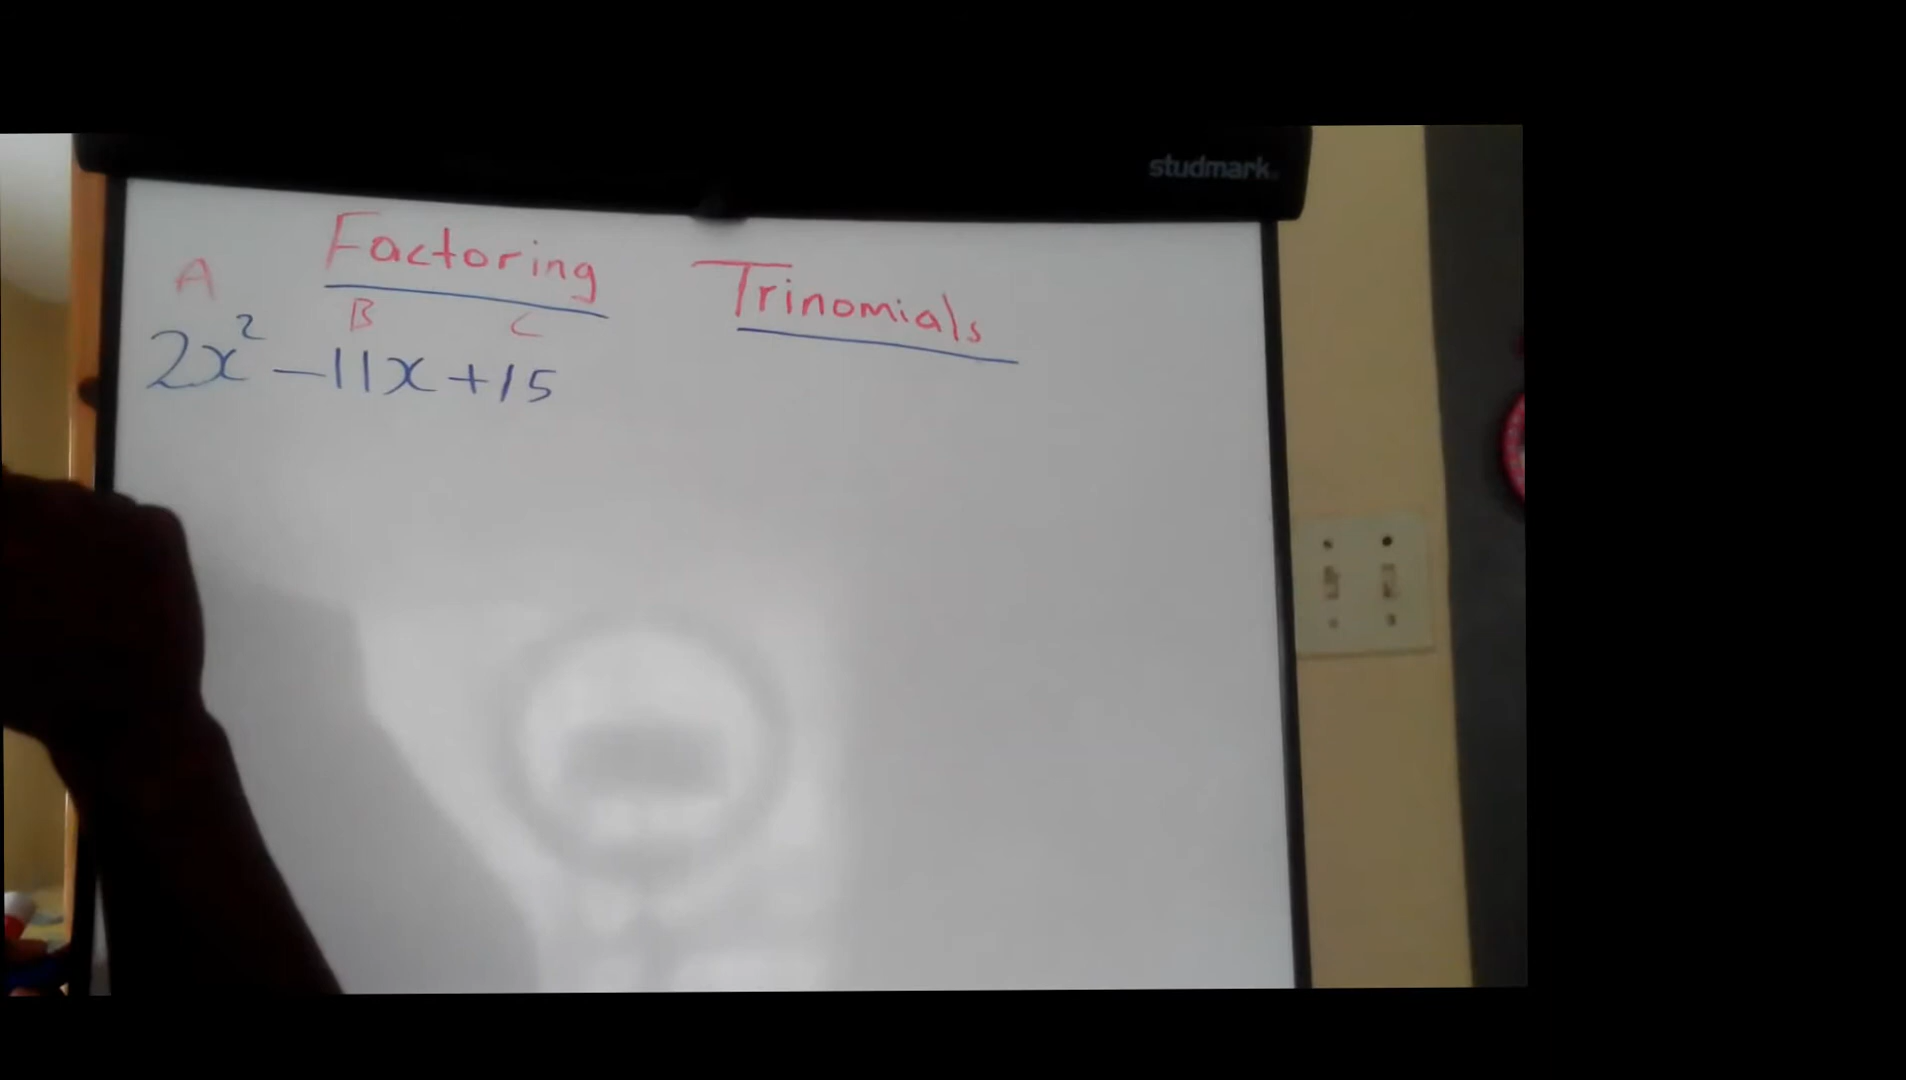 studmark.
Factoring Trinomials
A B C
2x² -11x +15